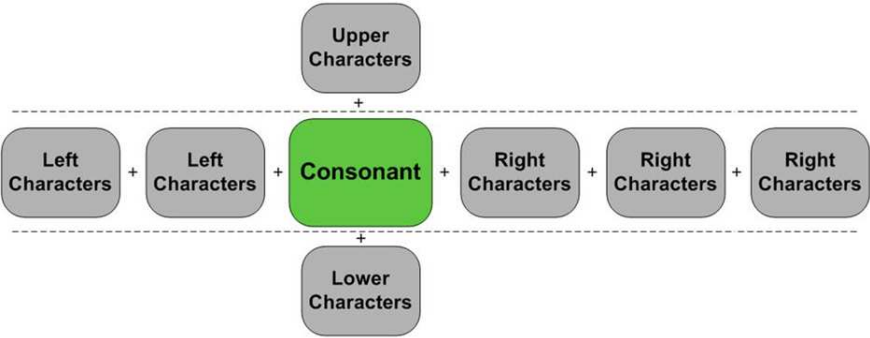 Upper
Characters
+
Left
Characters
+
Left
Characters
+
Consonant
+
Right
Characters
+
Right
Characters
+
Right
Characters
+
Lower
Characters